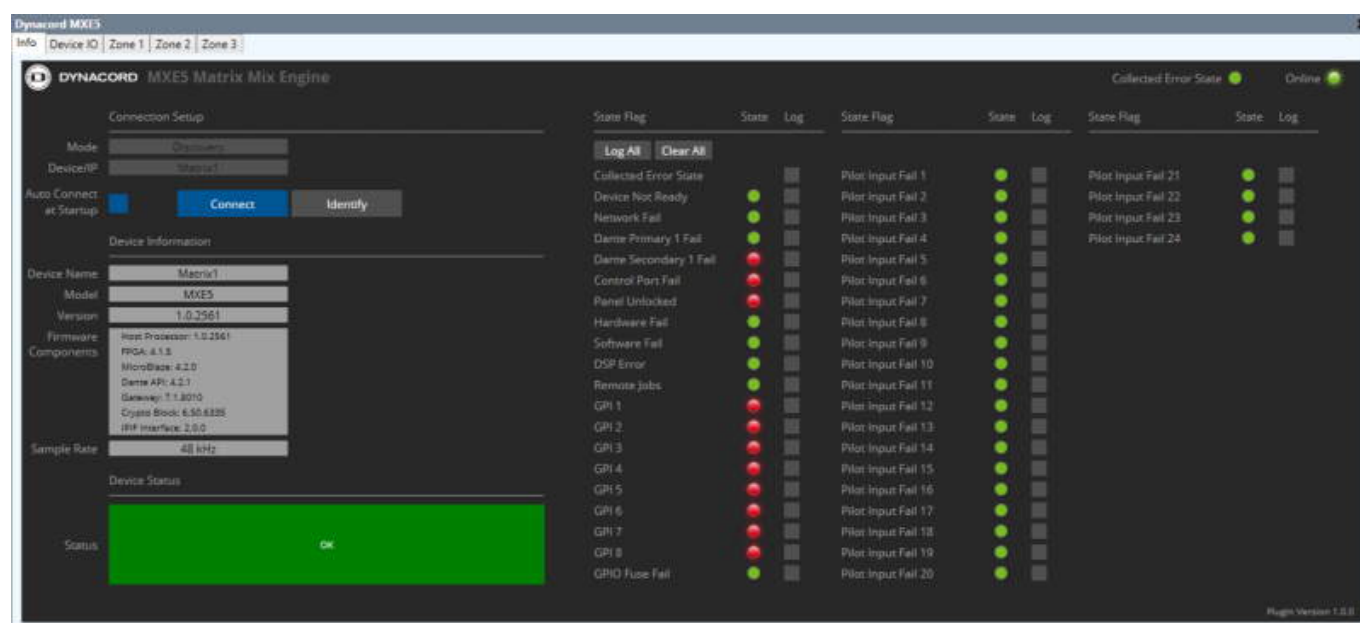 Dynacord MXE5
Info Device IO Zone 1 Zone 2 Zone 3
DYNACORD MXE5 Matrix Mix Engine
Collected Error State Online
Connection Setup
Mode Discovery
Device/IP Matrix1
Auto Connect at Startup
Connect Identify
Device Information
Device Name Matrix1
Model MXE5
Version 1.0.2561
Firmware Components
Host Processor: 1.0.2561
FPGA: 4.1.5
MicroBlaze: 4.2.0
Dante API: 4.2.1
Gateway: 7.1.8010
Crypto Block: 6.50.6335
IPIF Interface: 2.0.0
Sample Rate 48 kHz
Device Status
Status OK
State Flag State Log
Log All Clear All
Collected Error State
Device Not Ready
Network Fail
Dante Primary 1 Fail
Dante Secondary 1 Fail
Control Port Fail
Panel Unlocked
Hardware Fail
Software Fail
DSP Error
Remote Jobs
GPI 1
GPI 2
GPI 3
GPI 4
GPI 5
GPI 6
GPI 7
GPI 8
GPIO Fuse Fail
State Flag State Log
Pilot Input Fail 1
Pilot Input Fail 2
Pilot Input Fail 3
Pilot Input Fail 4
Pilot Input Fail 5
Pilot Input Fail 6
Pilot Input Fail 7
Pilot Input Fail 8
Pilot Input Fail 9
Pilot Input Fail 10
Pilot Input Fail 11
Pilot Input Fail 12
Pilot Input Fail 13
Pilot Input Fail 14
Pilot Input Fail 15
Pilot Input Fail 16
Pilot Input Fail 17
Pilot Input Fail 18
Pilot Input Fail 19
Pilot Input Fail 20
State Flag State Log
Pilot Input Fail 21
Pilot Input Fail 22
Pilot Input Fail 23
Pilot Input Fail 24
Plugin Version 1.0.0